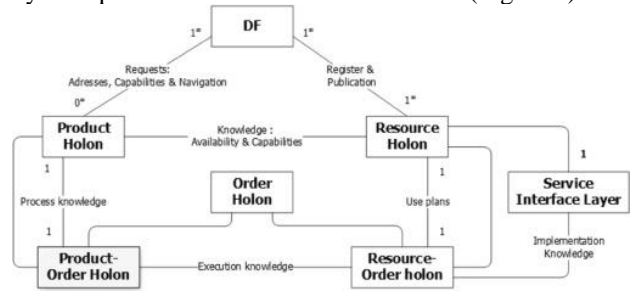 DF
1*
1*
Requests:
Adresses, Capabilities & Navigation
Register &
Publication
0*
1*
Product
Holon
Knowledge :
Availability & Capabilities
Resource
Holon
1
1
1
Order
Holon
Service
Interface Layer
Process knowledge
Use plans
1
1
Implementation
Knowledge
Product-
Order Holon
Execution knowledge
Resource-
Order holon